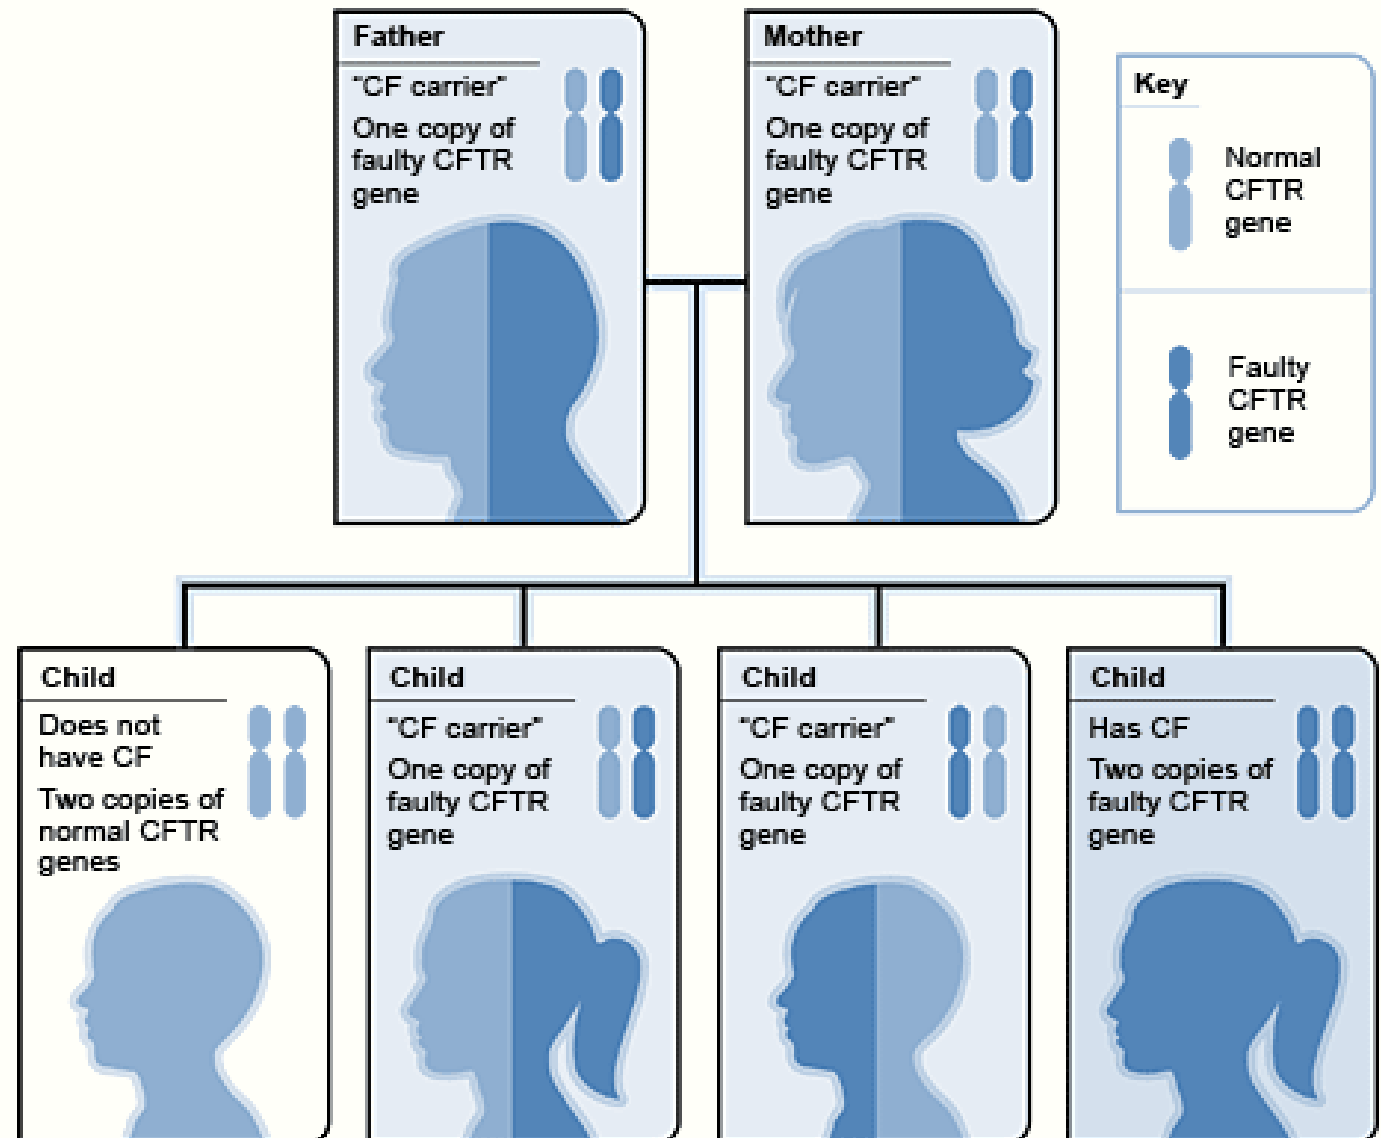 Father
"CF carrier"
One copy of
faulty CFTR
gene
Mother
"CF carrier"
One copy of
faulty CFTR
gene
Key
Normal
CFTR
gene
Faulty
CFTR
gene
Child
Does not
have CF
Two copies of
normal CFTR
genes
Child
"CF carrier"
One copy of
faulty CFTR
gene
Child
"CF carrier"
One copy of
faulty CFTR
gene
Child
Has CF
Two copies of
faulty CFTR
gene